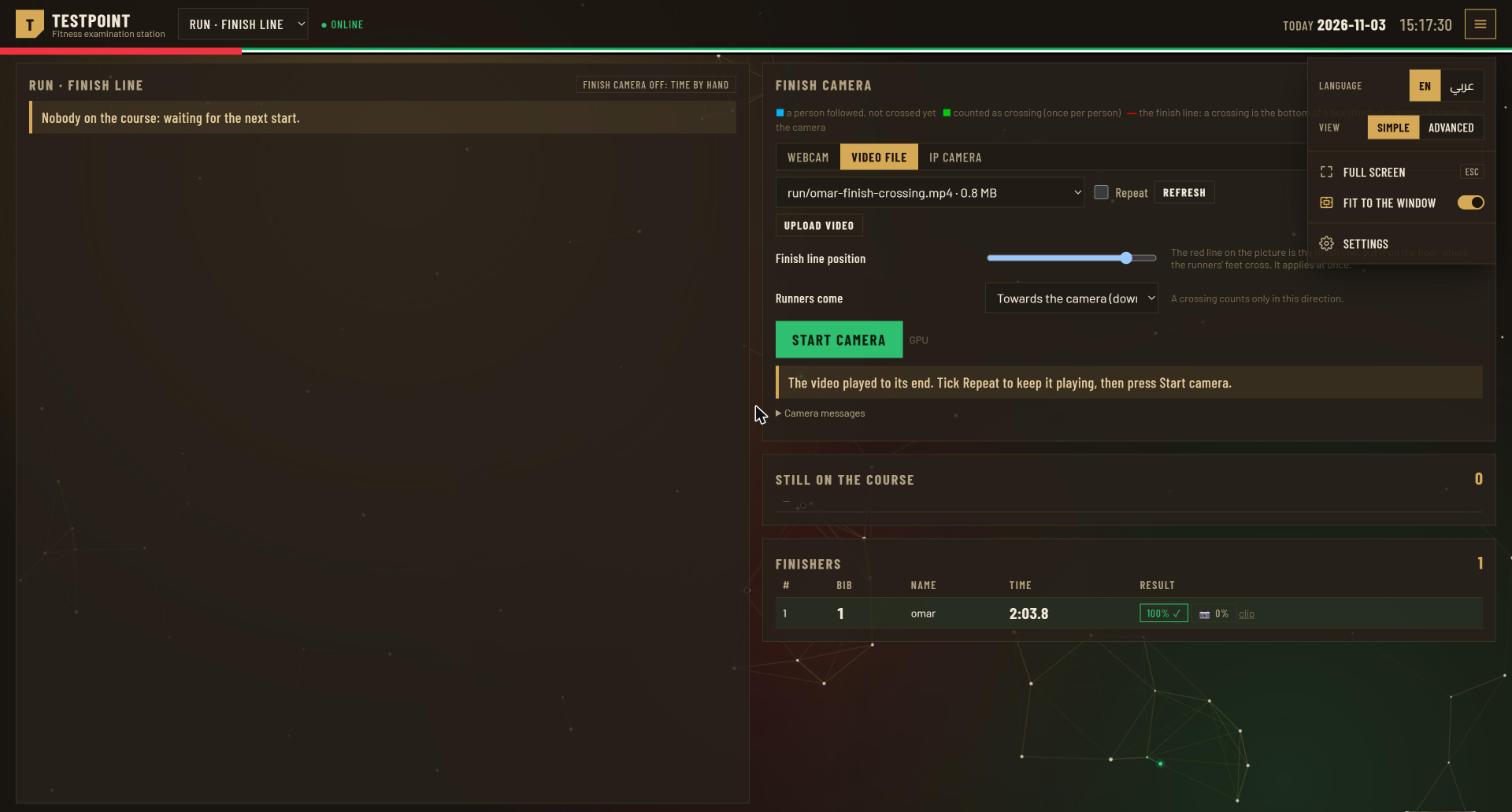 T TESTPOINT
Fitness examination station
RUN · FINISH LINE
ONLINE
TODAY 2026-11-03 15:17:30
RUN · FINISH LINE
FINISH CAMERA OFF: TIME BY HAND
Nobody on the course: waiting for the next start.
FINISH CAMERA
a person followed, not crossed yet counted as crossing (once per person) the finish line: a crossing is the bottom
the camera
WEBCAM VIDEO FILE IP CAMERA
run/omar-finish-crossing.mp4 · 0.8 MB
Repeat REFRESH
UPLOAD VIDEO
Finish line position
The red line on the picture is the
the runners' feet cross. It applies at once.
Runners come
Towards the camera (dow
A crossing counts only in this direction.
START CAMERA GPU
The video played to its end. Tick Repeat to keep it playing, then press Start camera.
Camera messages
STILL ON THE COURSE 0
–
FINISHERS 1
# BIB NAME TIME RESULT
1 1 omar 2:03.8 100% ✓ 0% clip
LANGUAGE EN عربي
VIEW SIMPLE ADVANCED
FULL SCREEN ESC
FIT TO THE WINDOW
SETTINGS